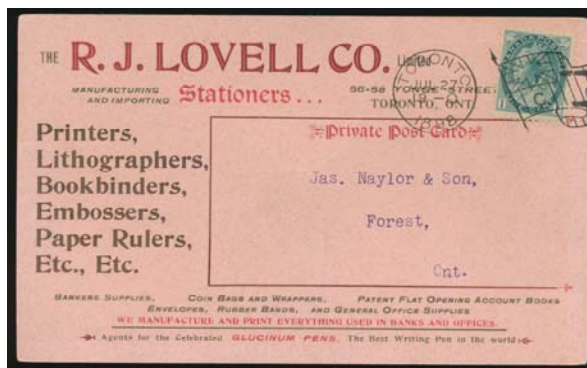 THE R. J. LOVELL CO. Limited
MANUFACTURING AND IMPORTING Stationers... 56-58 YONGE STREET
TORONTO, ONT.
TORONTO
JUL 27
1898
Private Post Card
Printers,
Lithographers,
Bookbinders,
Embossers,
Paper Rulers,
Etc., Etc.
Jas. Naylor & Son,
Forest,
Ont.
BANKERS SUPPLIES, COIN BAGS AND WRAPPERS, PATENT FLAT OPENING ACCOUNT BOOKS
ENVELOPES, RUBBER BANDS, AND GENERAL OFFICE SUPPLIES
WE MANUFACTURE AND PRINT EVERYTHING USED IN BANKS AND OFFICES.
Agents for the Celebrated GLUCINUM PENS, The Best Writing Pen in the world